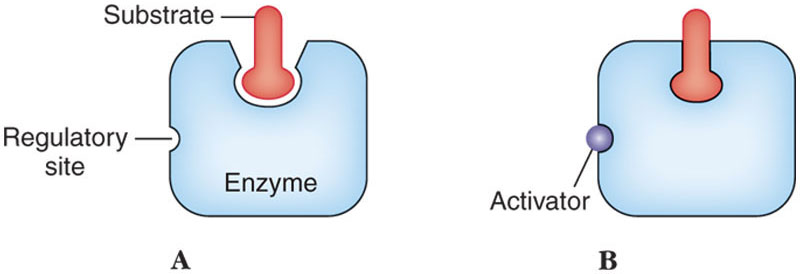 Substrate
Regulatory
site
Enzyme
Activator
A
B